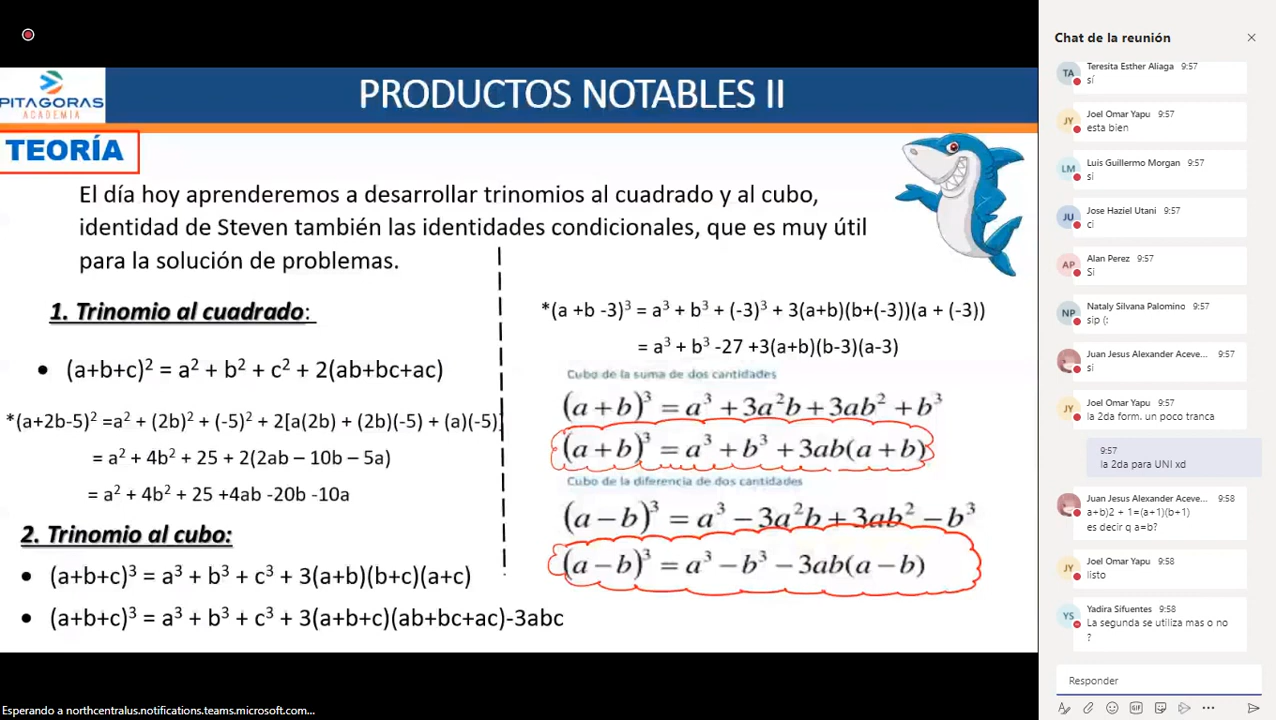 PITAGORAS
ACADEMIA
PRODUCTOS NOTABLES II
TEORÍA
El día hoy aprenderemos a desarrollar trinomios al cuadrado y al cubo,
identidad de Steven también las identidades condicionales, que es muy útil
para la solución de problemas.
1. Trinomio al cuadrado:
• (a+b+c)² = a² + b² + c² + 2(ab+bc+ac)
*(a+2b-5)² =a² + (2b)² + (-5)² + 2[a(2b) + (2b)(-5) + (a)(-5)]
= a² + 4b² + 25 + 2(2ab – 10b – 5a)
= a² + 4b² + 25 +4ab -20b -10a
2. Trinomio al cubo:
• (a+b+c)³ = a³ + b³ + c³ + 3(a+b)(b+c)(a+c)
• (a+b+c)³ = a³ + b³ + c³ + 3(a+b+c)(ab+bc+ac)-3abc
*(a +b -3)³ = a³ + b³ + (-3)³ + 3(a+b)(b+(-3))(a + (-3))
= a³ + b³ -27 +3(a+b)(b-3)(a-3)
Cubo de la suma de dos cantidades
(a+b)³ = a³ +3a²b+3ab² +b³
(a+b)³ = a³ +b³ +3ab(a+b)
Cubo de la diferencia de dos cantidades
(a−b)³ = a³ −3a²b+3ab² −b³
(a−b)³ = a³ −b³ −3ab(a−b)
Esperando a northcentralus.notifications.teams.microsoft.com...
Chat de la reunión
TA
Teresita Esther Aliaga 9:57
sí
JY
Joel Omar Yapu 9:57
esta bien
LM
Luis Guillermo Morgan 9:57
si
JU
Jose Haziel Utani 9:57
ci
AP
Alan Perez 9:57
Si
NP
Nataly Silvana Palomino 9:57
sip (:
Juan Jesus Alexander Aceve... 9:57
si
JY
Joel Omar Yapu 9:57
la 2da form. un poco tranca
9:57
la 2da para UNI xd
Juan Jesus Alexander Aceve... 9:58
a+b)2 + 1=(a+1)(b+1)
es decir q a=b?
JY
Joel Omar Yapu 9:58
listo
YS
Yadira Sifuentes 9:58
La segunda se utiliza mas o no
?
Responder
GIF